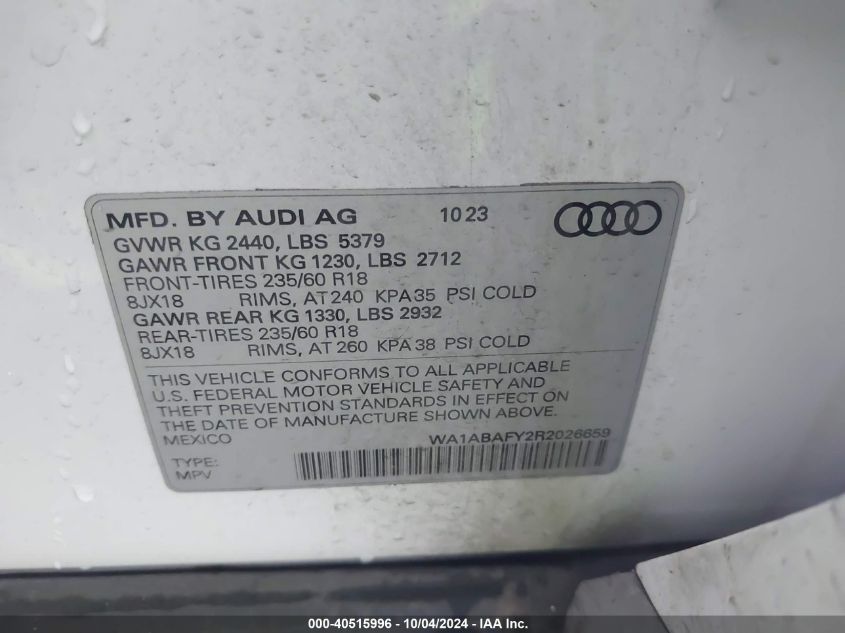 MFD. BY AUDI AG 10 23
GVWR KG 2440, LBS 5379
GAWR FRONT KG 1230, LBS 2712
FRONT-TIRES 235/60 R18
8JX18 RIMS, AT 240 KPA 35 PSI COLD
GAWR REAR KG 1330, LBS 2932
REAR-TIRES 235/60 R18
8JX18 RIMS, AT 260 KPA 38 PSI COLD
THIS VEHICLE CONFORMS TO ALL APPLICABLE
U.S. FEDERAL MOTOR VEHICLE SAFETY AND
THEFT PREVENTION STANDARDS IN EFFECT ON
THE DATE OF MANUFACTURE SHOWN ABOVE.
MEXICO WA1ABAFY2R2026659
TYPE:
MPV
000-40515996 - 10/04/2024 - IAA Inc.